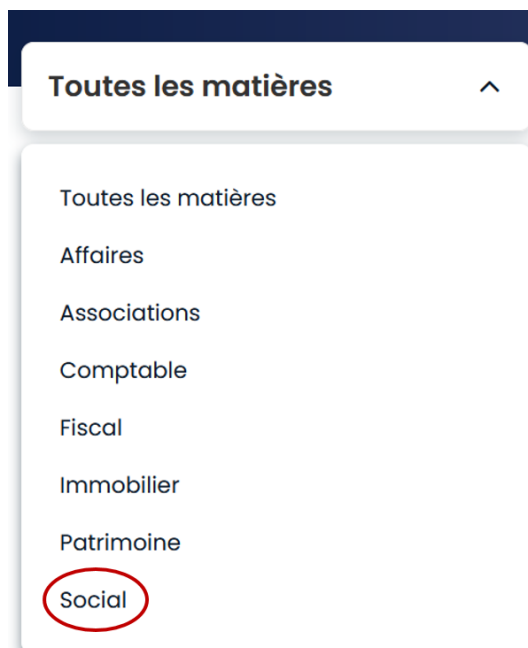 Toutes les matières
Toutes les matières
Affaires
Associations
Comptable
Fiscal
Immobilier
Patrimoine
Social